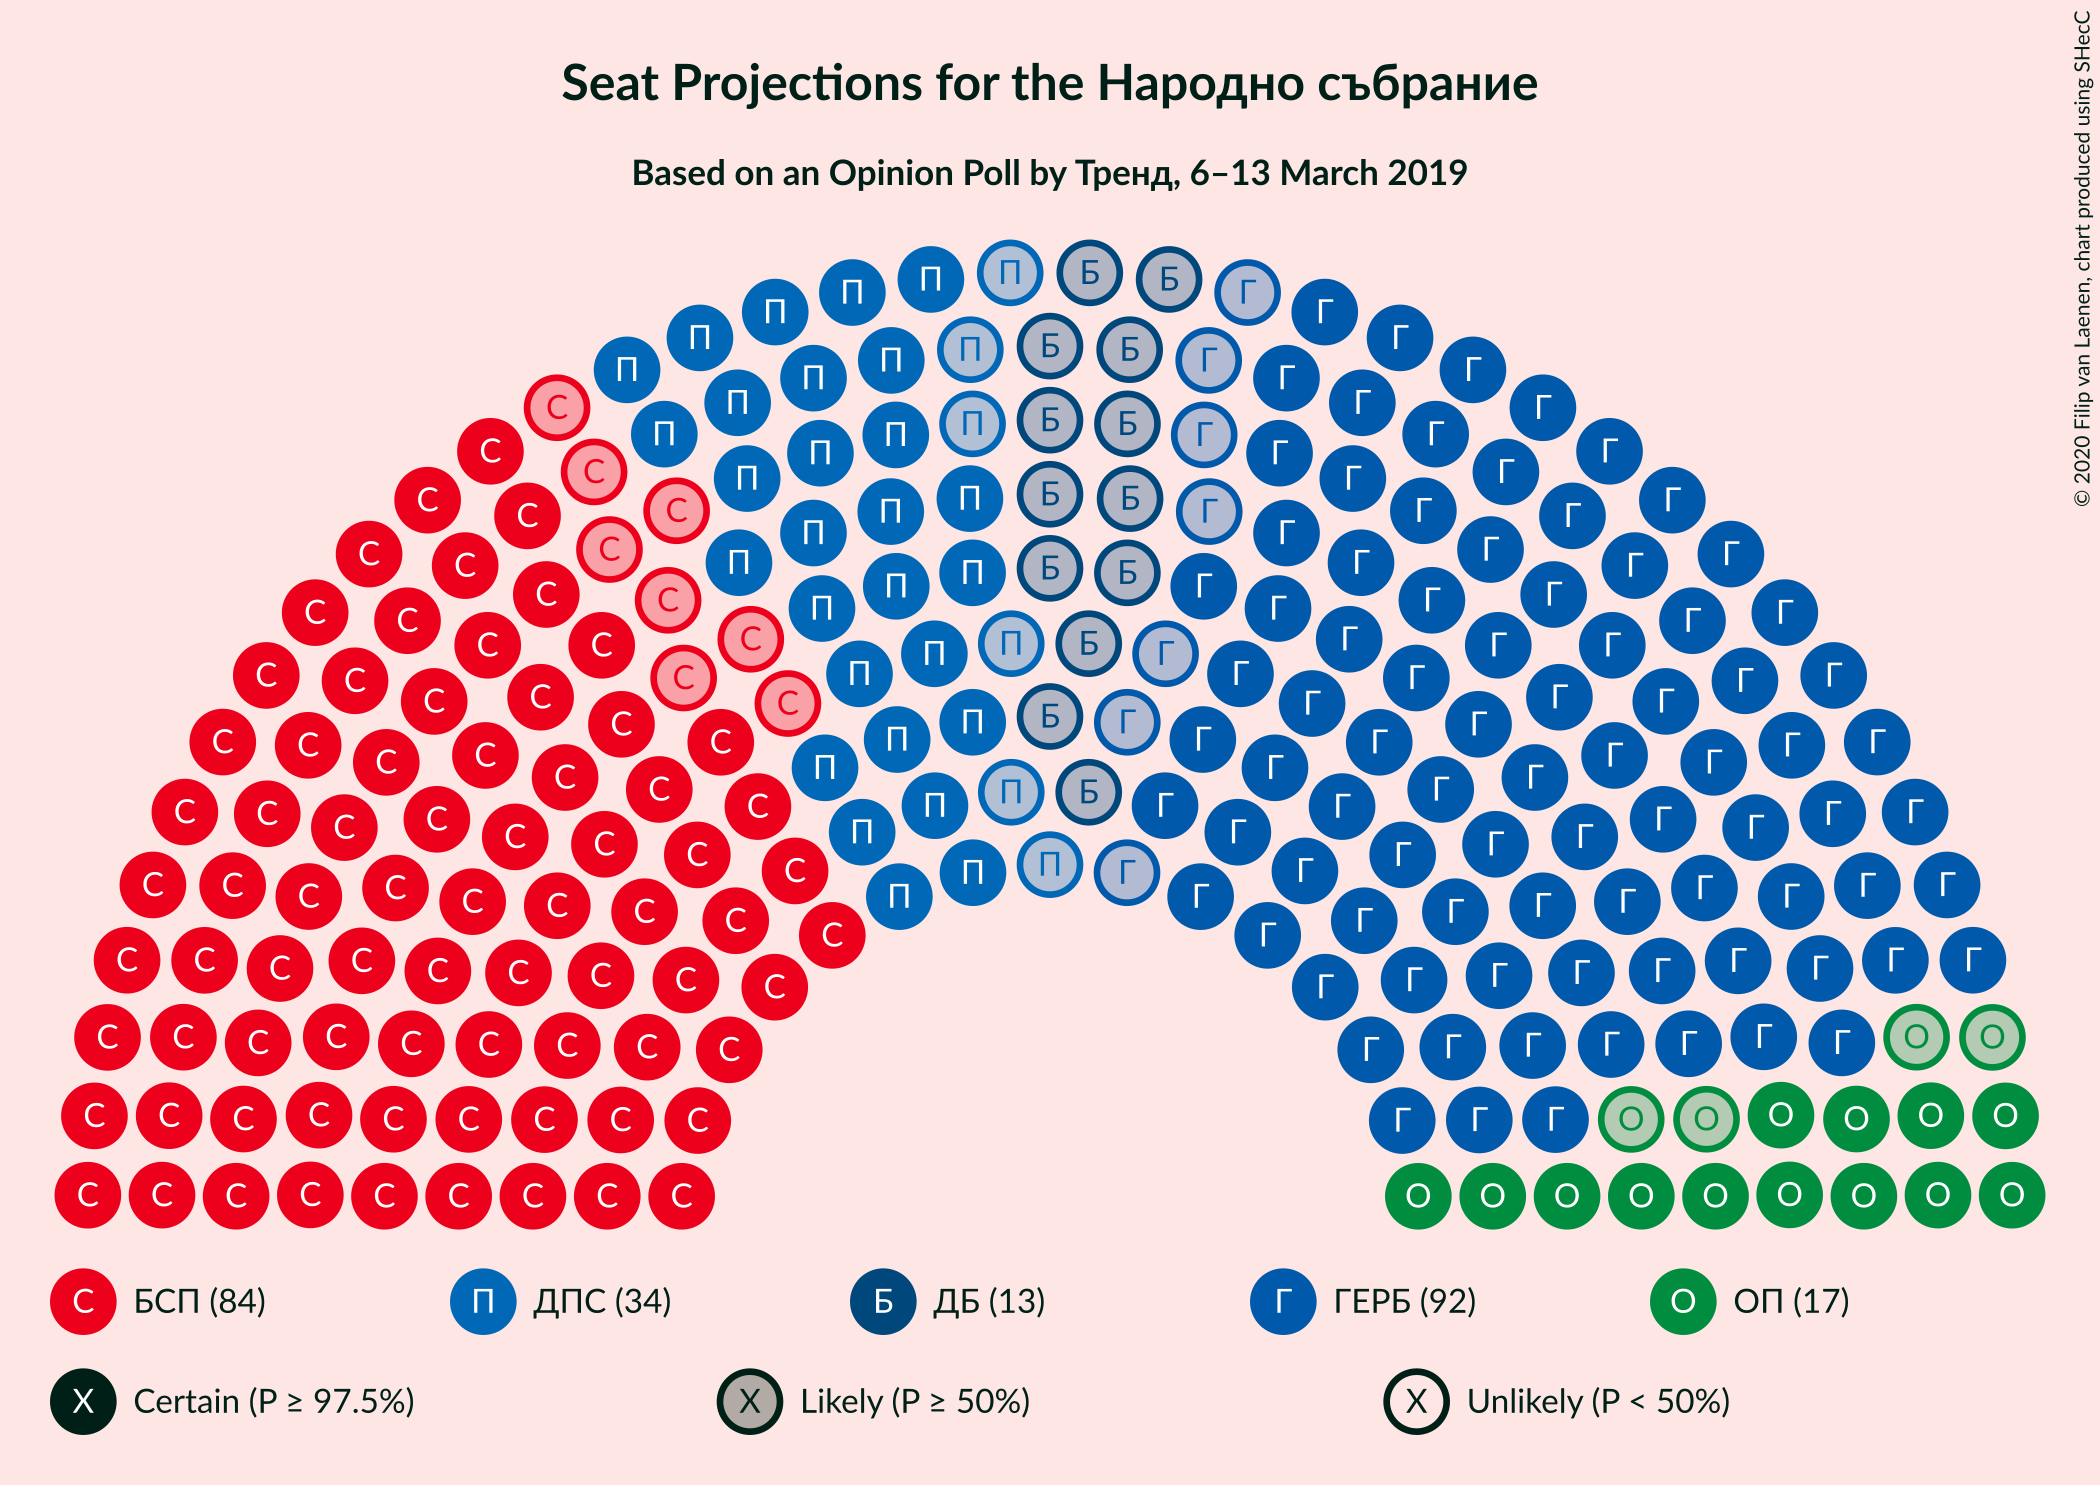 Seat Projections for the Народно събрание
Based on an Opinion Poll by Тренд, 6–13 March 2019
© 2020 Filip van Laenen, chart produced using SHecC
С БСП (84) П ДПС (34) Б ДБ (13) Г ГЕРБ (92) О ОП (17)
X Certain (P ≥ 97.5%) X Likely (P ≥ 50%) X Unlikely (P < 50%)